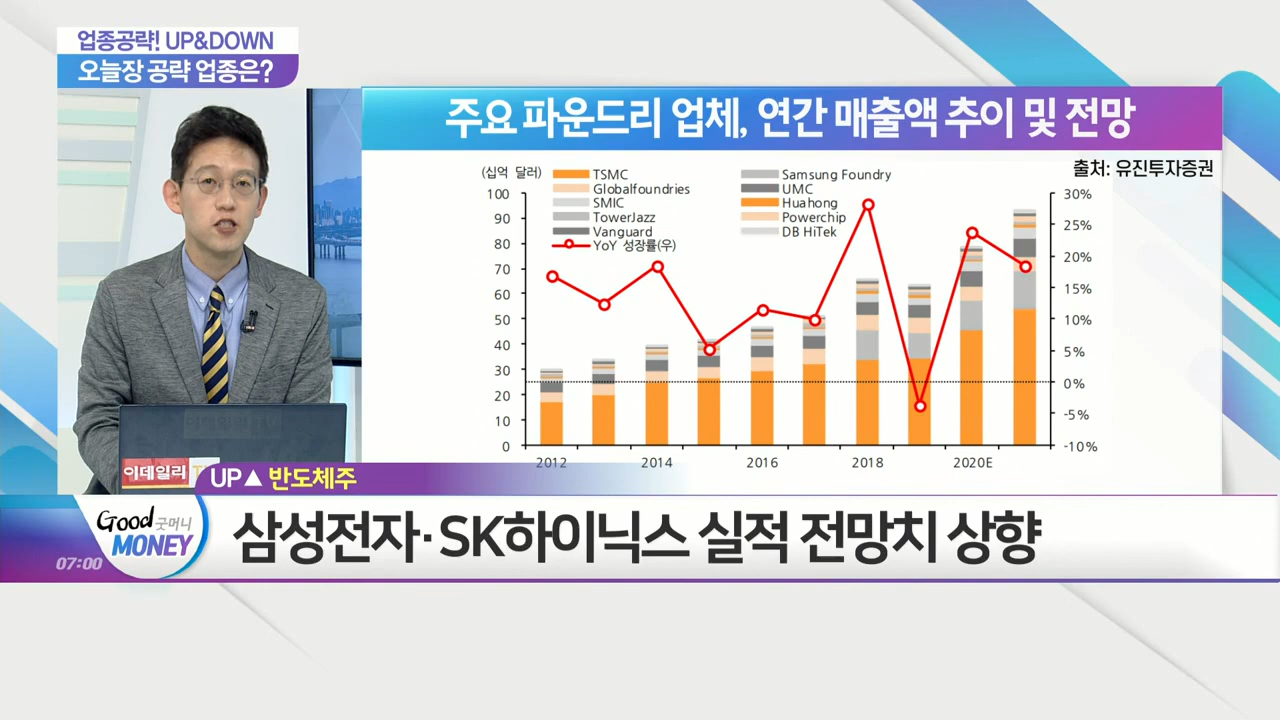 업종공략! UP&DOWN
오늘장 공략 업종은?
주요 파운드리 업체, 연간 매출액 추이 및 전망
출처: 유진투자증권
(십억 달러)
TSMC
Samsung Foundry
Globalfoundries
UMC
SMIC
Huahong
TowerJazz
Powerchip
Vanguard
DB HiTek
YoY 성장률(우)
100
90
80
70
60
50
40
30
20
10
0
30%
25%
20%
15%
10%
5%
0%
-5%
-10%
2012 2014 2016 2018 2020E
이데일리
UP▲ 반도체주
Good 굿머니
MONEY
07:00
삼성전자·SK하이닉스 실적 전망치 상향